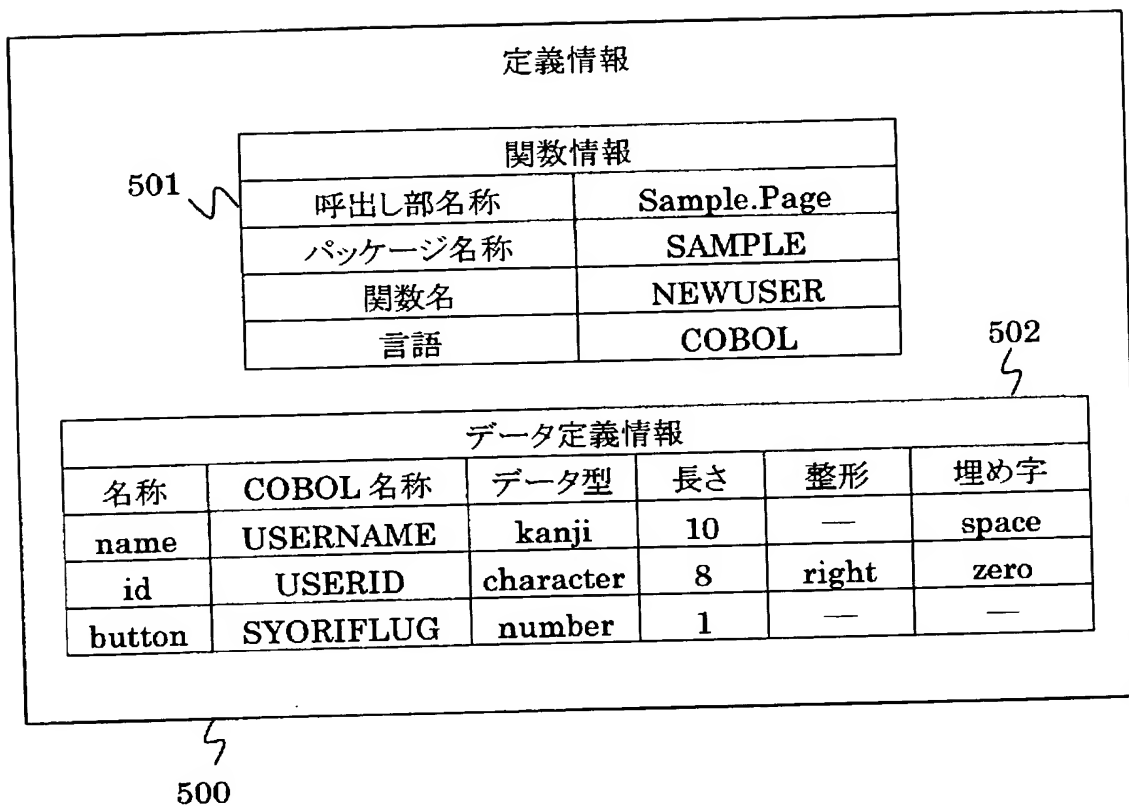 定義情報
関数情報
501
呼出し部名称 Sample.Page
パッケージ名称 SAMPLE
関数名 NEWUSER
言語 COBOL
502
データ定義情報
名称 COBOL 名称 データ型 長さ 整形 埋め字
name USERNAME kanji 10 — space
id USERID character 8 right zero
button SYORIFLUG number 1 — —
500